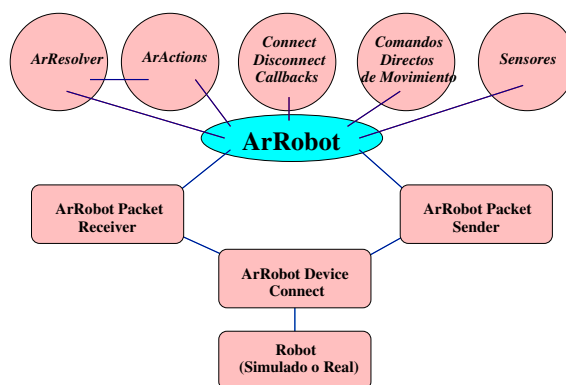 ArResolver
ArActions
Connect
Disconnect
Callbacks
Comandos
Directos
de Movimiento
Sensores
ArRobot
ArRobot Packet
Receiver
ArRobot Packet
Sender
ArRobot Device
Connect
Robot
(Simulado o Real)